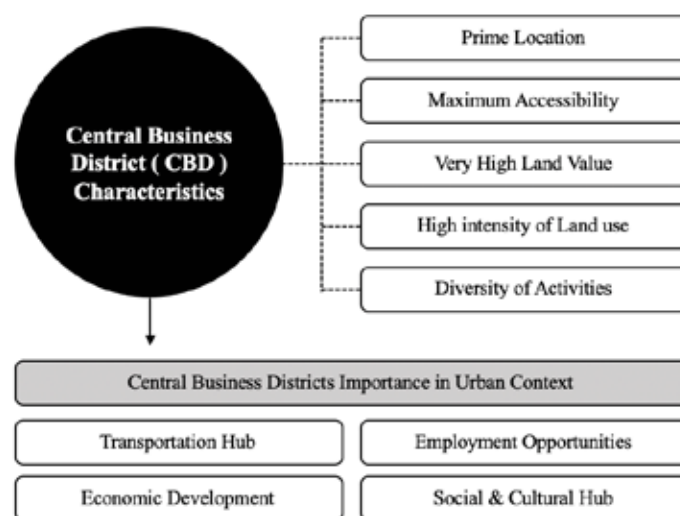 Central Business
District ( CBD )
Characteristics
Prime Location
Maximum Accessibility
Very High Land Value
High intensity of Land use
Diversity of Activities
Central Business Districts Importance in Urban Context
Transportation Hub
Employment Opportunities
Economic Development
Social & Cultural Hub